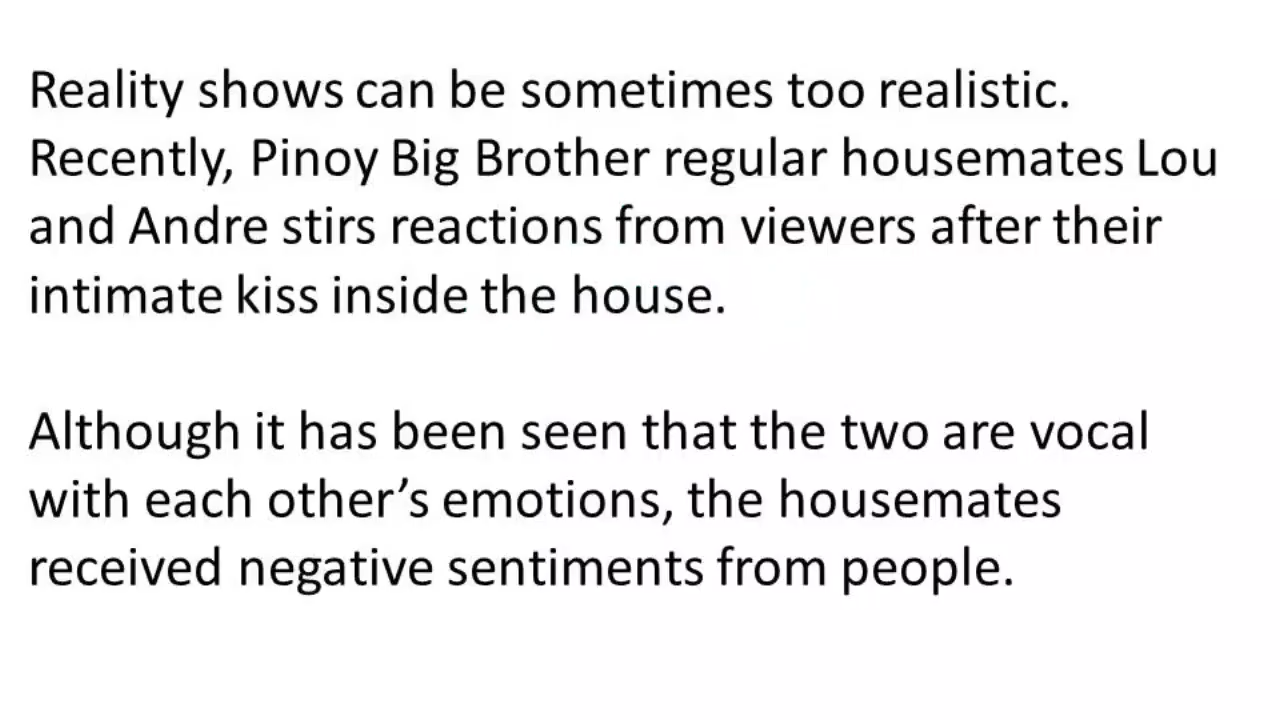 Reality shows can be sometimes too realistic.
Recently, Pinoy Big Brother regular housemates Lou
and Andre stirs reactions from viewers after their
intimate kiss inside the house.
Although it has been seen that the two are vocal
with each other’s emotions, the housemates
received negative sentiments from people.